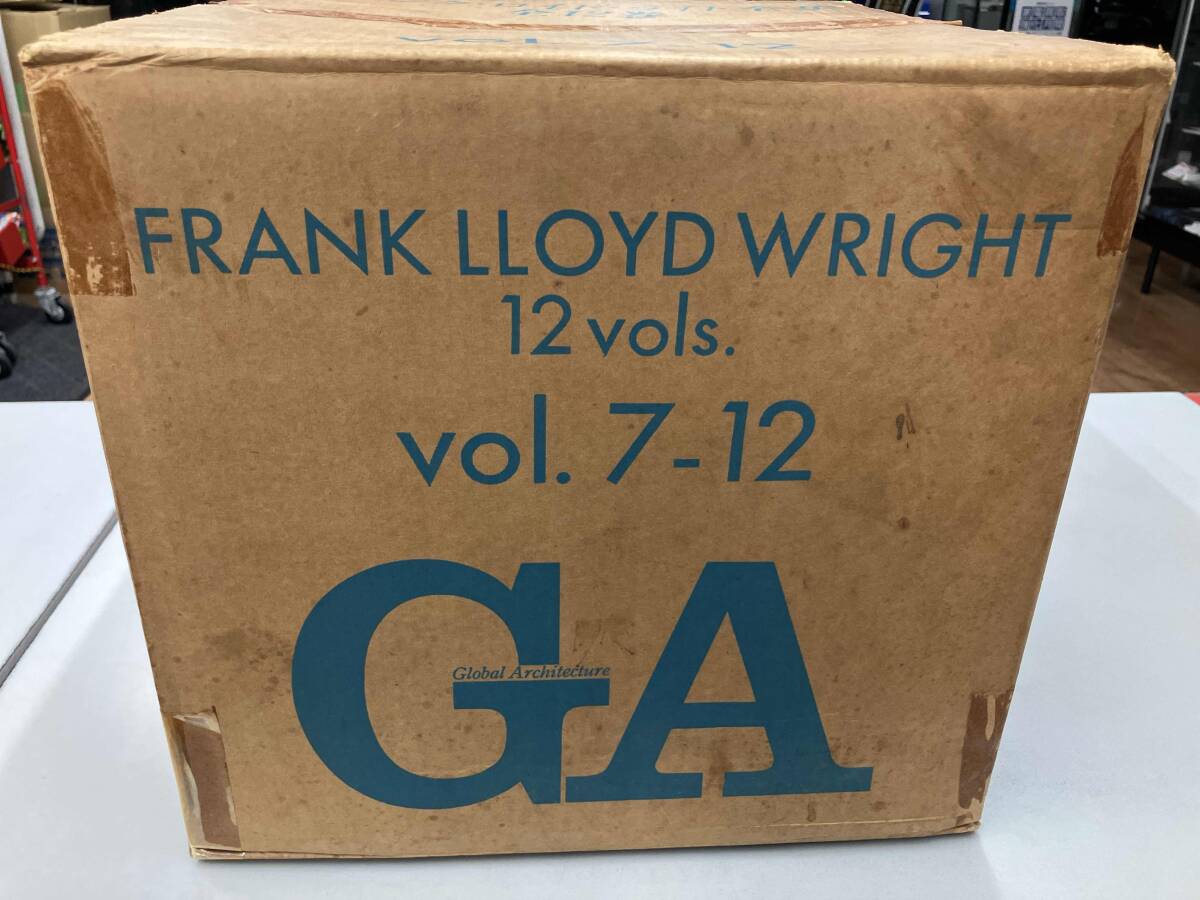 FRANK LLOYD WRIGHT
12 vols.
vol. 7-12
GA
Global Architecture